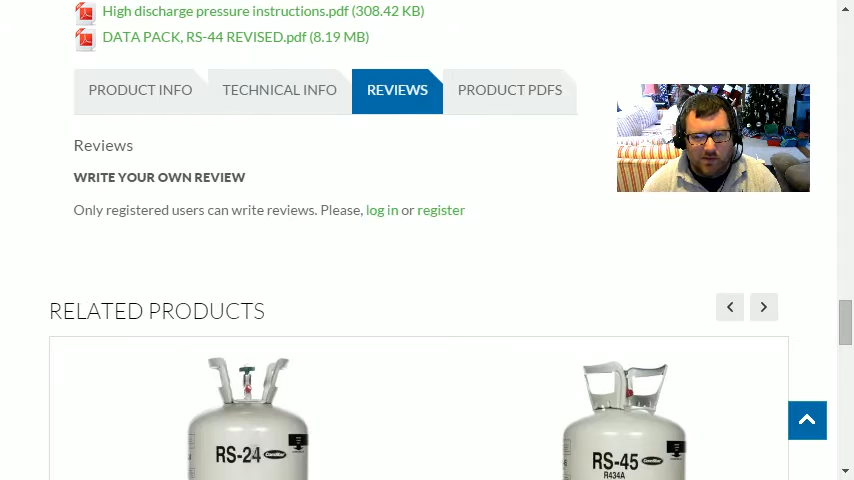 High discharge pressure instructions.pdf (308.42 KB)
DATA PACK, RS-44 REVISED.pdf (8.19 MB)
PRODUCT INFO
TECHNICAL INFO
REVIEWS
PRODUCT PDFS
Reviews
WRITE YOUR OWN REVIEW
Only registered users can write reviews. Please, log in or register
RELATED PRODUCTS
RS-24
RS-45
R434A